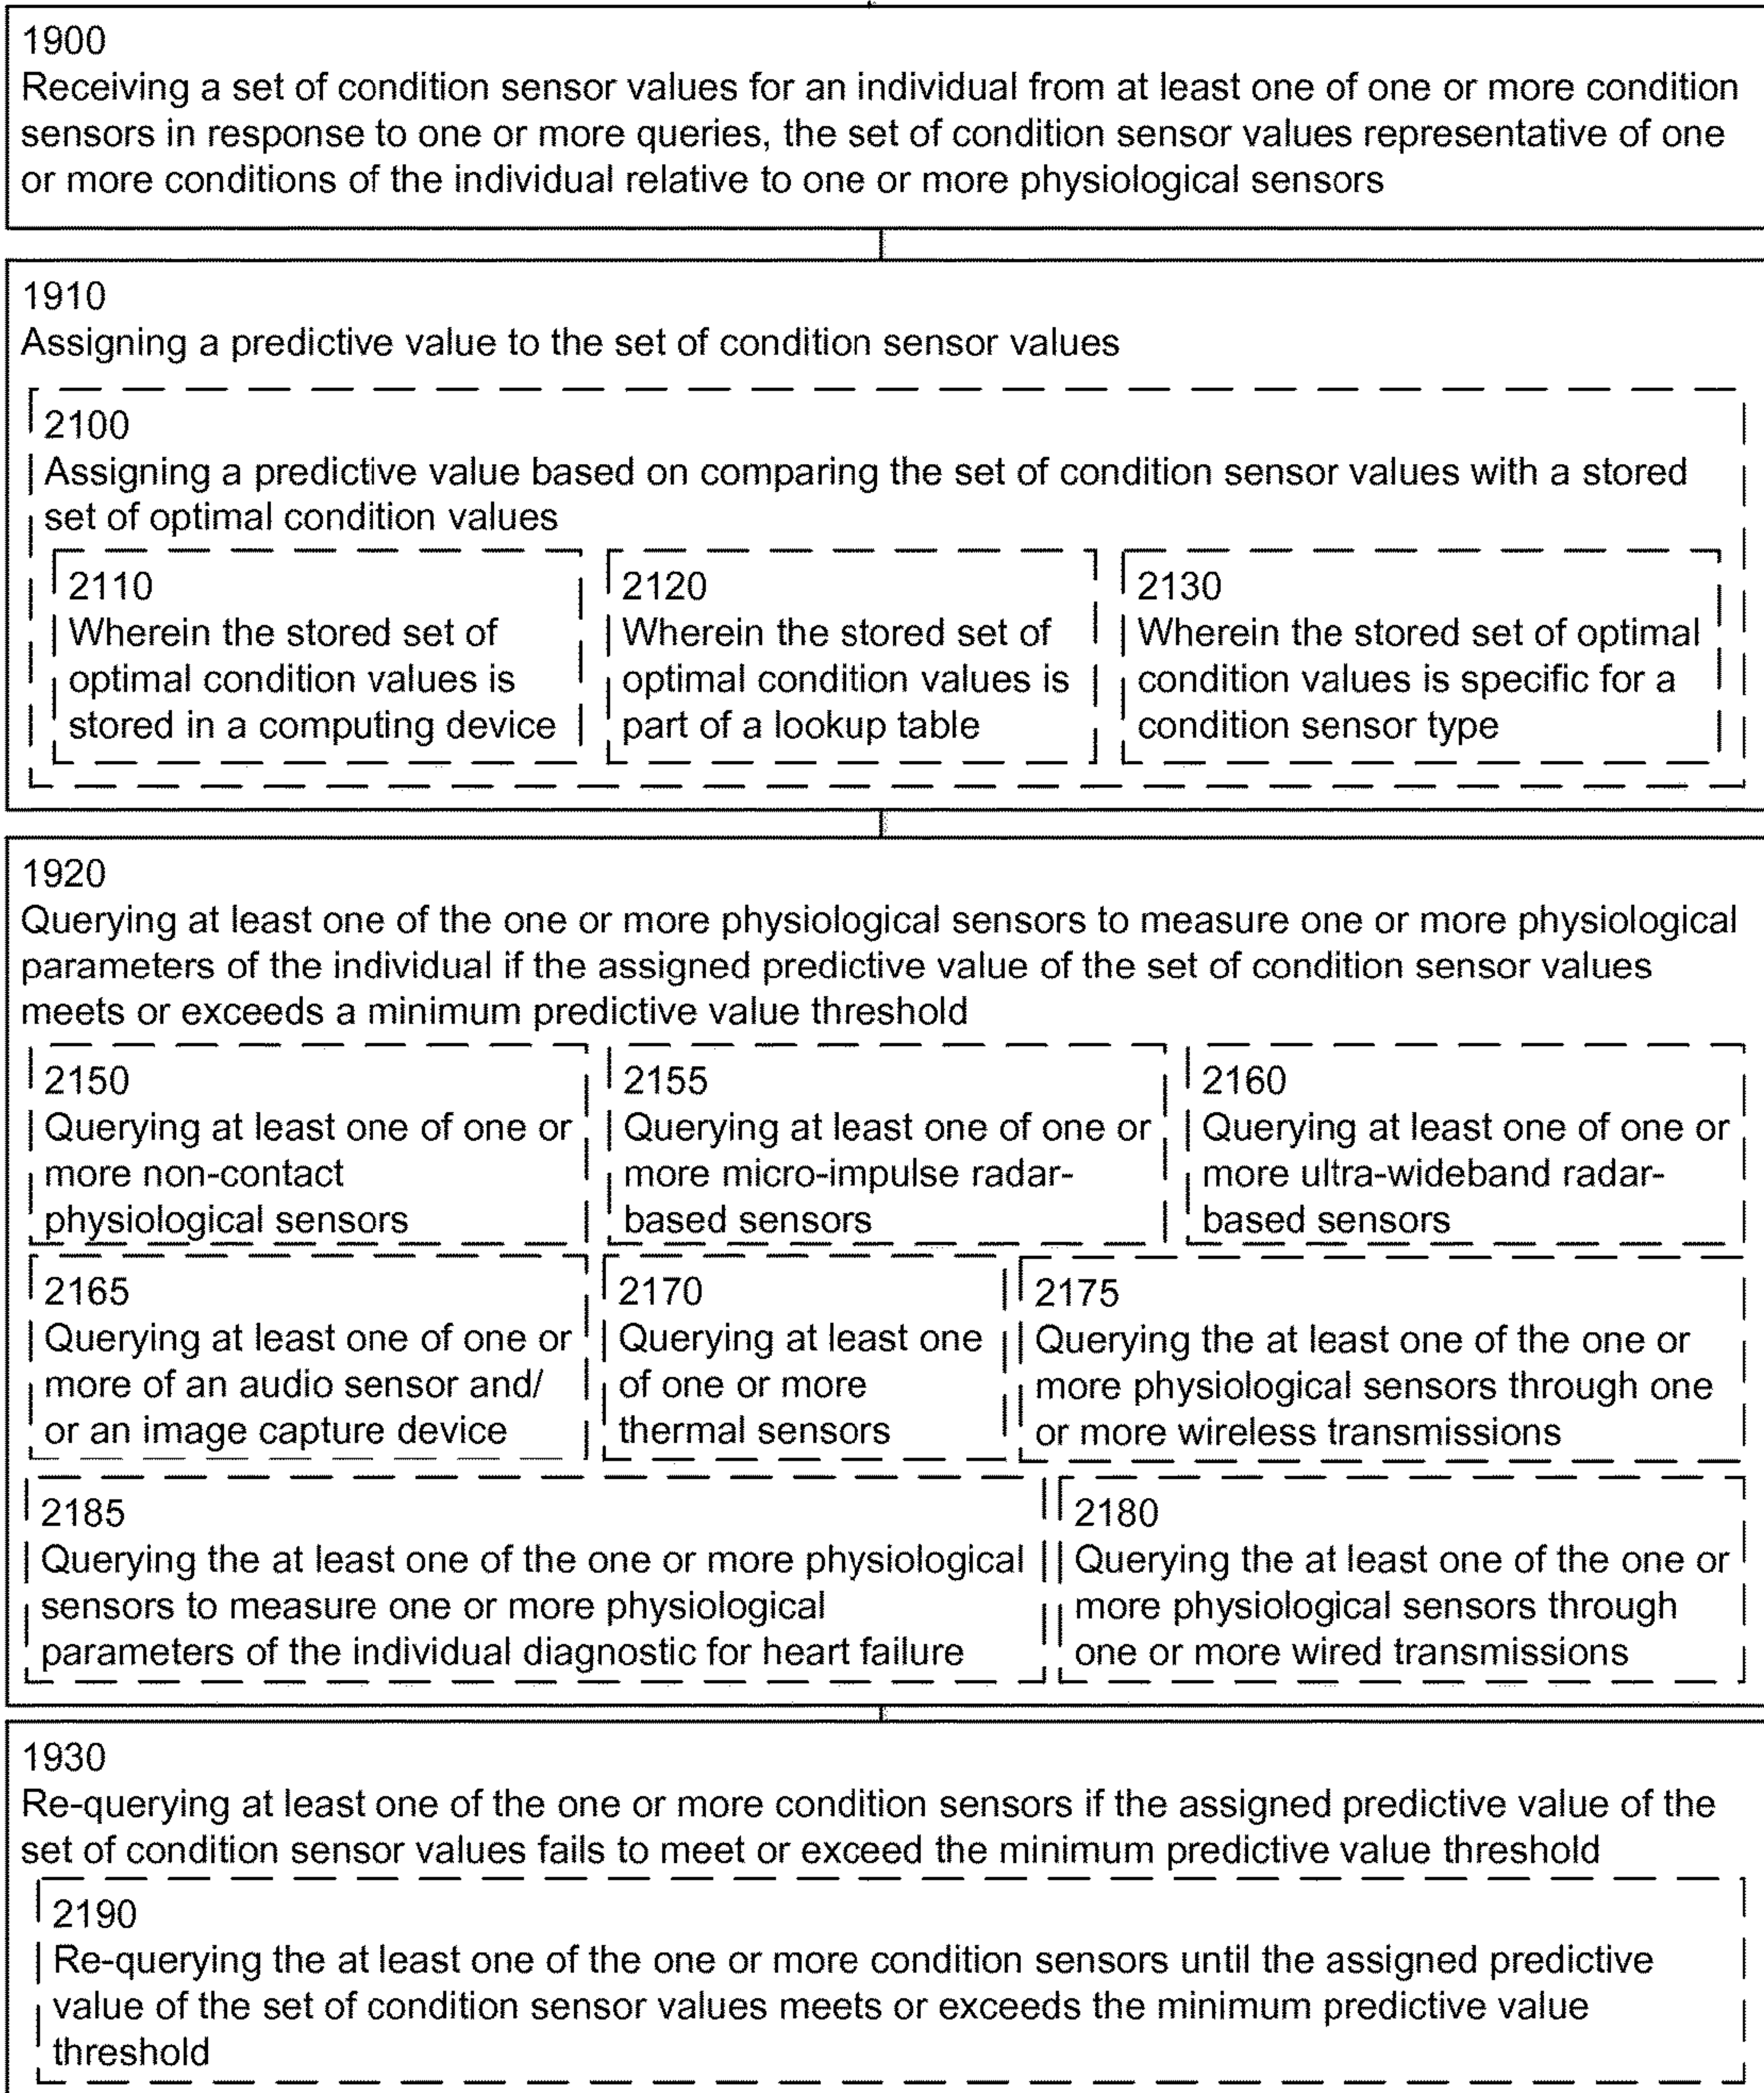 1900
Receiving a set of condition sensor values for an individual from at least one of one or more condition
sensors in response to one or more queries, the set of condition sensor values representative of one
or more conditions of the individual relative to one or more physiological sensors
1910
Assigning a predictive value to the set of condition sensor values
2100
Assigning a predictive value based on comparing the set of condition sensor values with a stored
set of optimal condition values
2110
Wherein the stored set of
optimal condition values is
stored in a computing device
2120
Wherein the stored set of
optimal condition values is
part of a lookup table
2130
Wherein the stored set of optimal
condition values is specific for a
condition sensor type
1920
Querying at least one of the one or more physiological sensors to measure one or more physiological
parameters of the individual if the assigned predictive value of the set of condition sensor values
meets or exceeds a minimum predictive value threshold
2150
Querying at least one of one or
more non-contact
physiological sensors
2155
Querying at least one of one or
more micro-impulse radar-
based sensors
2160
Querying at least one of one or
more ultra-wideband radar-
based sensors
2165
Querying at least one of one or
more of an audio sensor and/
or an image capture device
2170
Querying at least one
of one or more
thermal sensors
2175
Querying the at least one of the one or
more physiological sensors through one
or more wireless transmissions
2185
Querying the at least one of the one or more physiological
sensors to measure one or more physiological
parameters of the individual diagnostic for heart failure
2180
Querying the at least one of the one or
more physiological sensors through
one or more wired transmissions
1930
Re-querying at least one of the one or more condition sensors if the assigned predictive value of the
set of condition sensor values fails to meet or exceed the minimum predictive value threshold
2190
Re-querying the at least one of the one or more condition sensors until the assigned predictive
value of the set of condition sensor values meets or exceeds the minimum predictive value
threshold